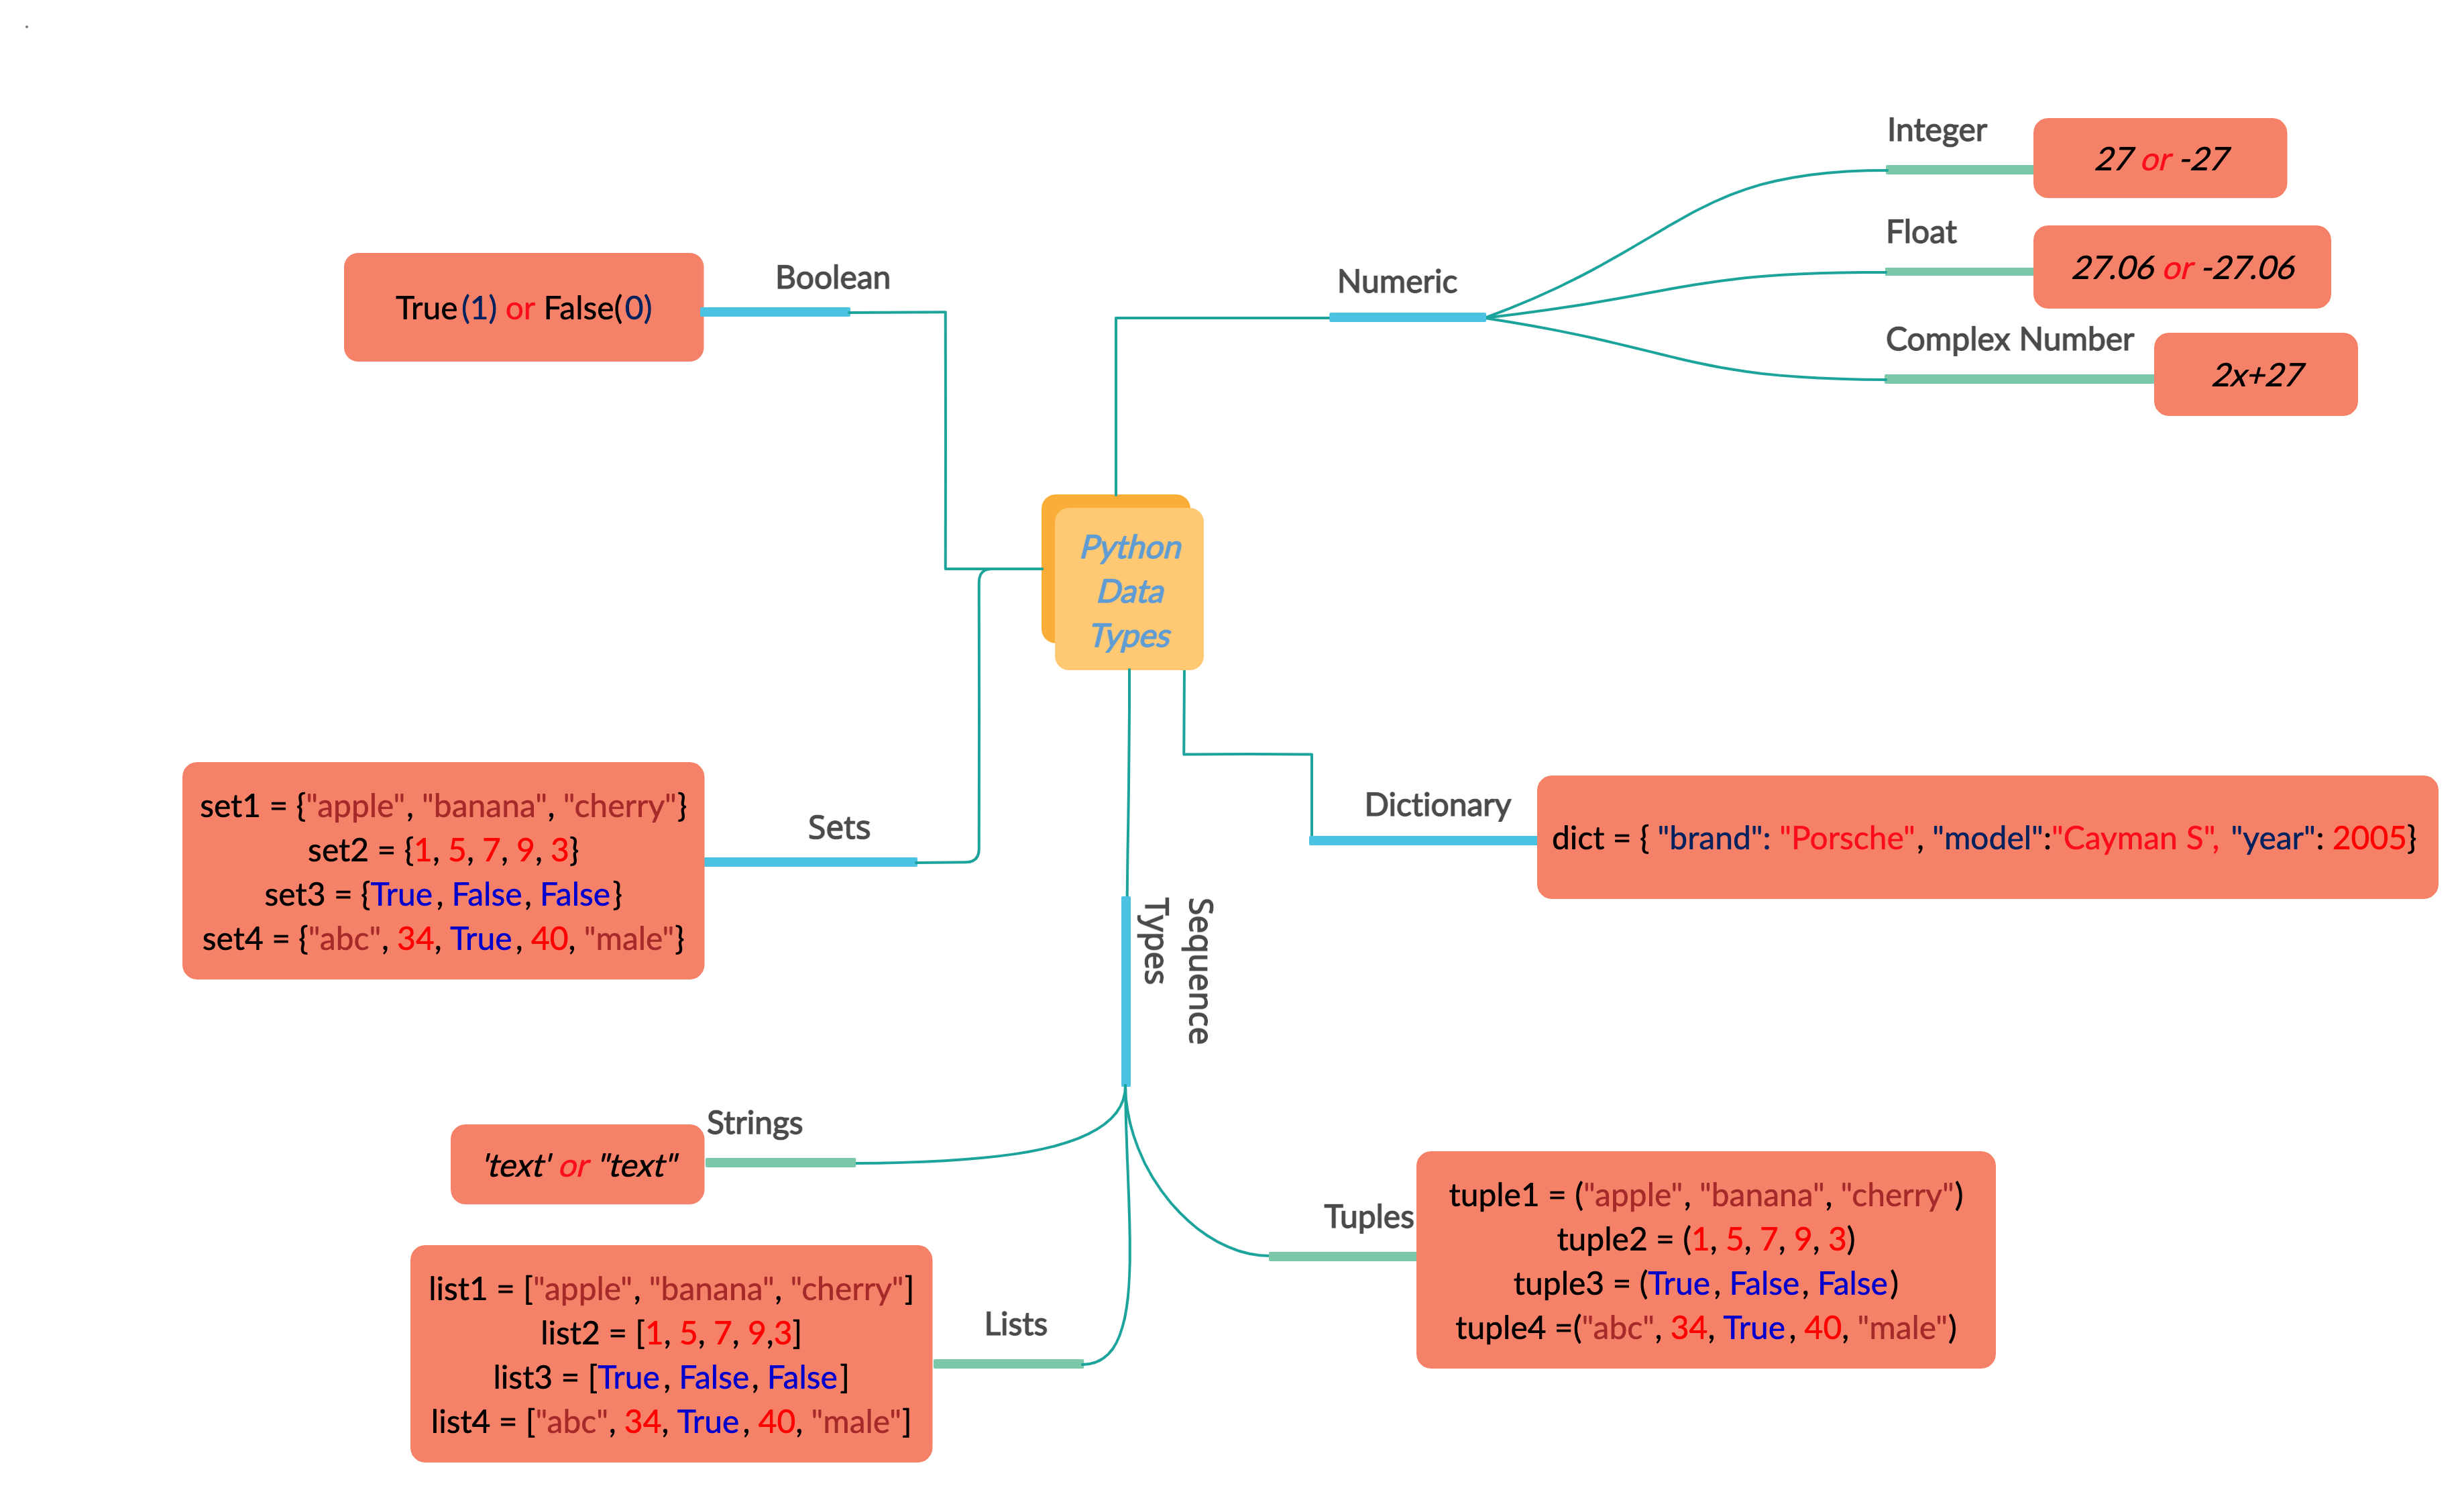 Integer
27 or -27
Float
27.06 or -27.06
Boolean
True(1) or False(0)
Numeric
Complex Number
2x+27
Python
Data
Types
Sets
set1 = {"apple", "banana", "cherry"}
set2 = {1, 5, 7, 9, 3}
set3 = {True, False, False}
set4 = {"abc", 34, True, 40, "male"}
Dictionary
dict = { "brand": "Porsche", "model":"Cayman S", "year": 2005}
Sequence
Types
Strings
'text' or "text"
Tuples
tuple1 = ("apple", "banana", "cherry")
tuple2 = (1, 5, 7, 9, 3)
tuple3 = (True, False, False)
tuple4 =("abc", 34, True, 40, "male")
Lists
list1 = ["apple", "banana", "cherry"]
list2 = [1, 5, 7, 9,3]
list3 = [True, False, False]
list4 = ["abc", 34, True, 40, "male"]